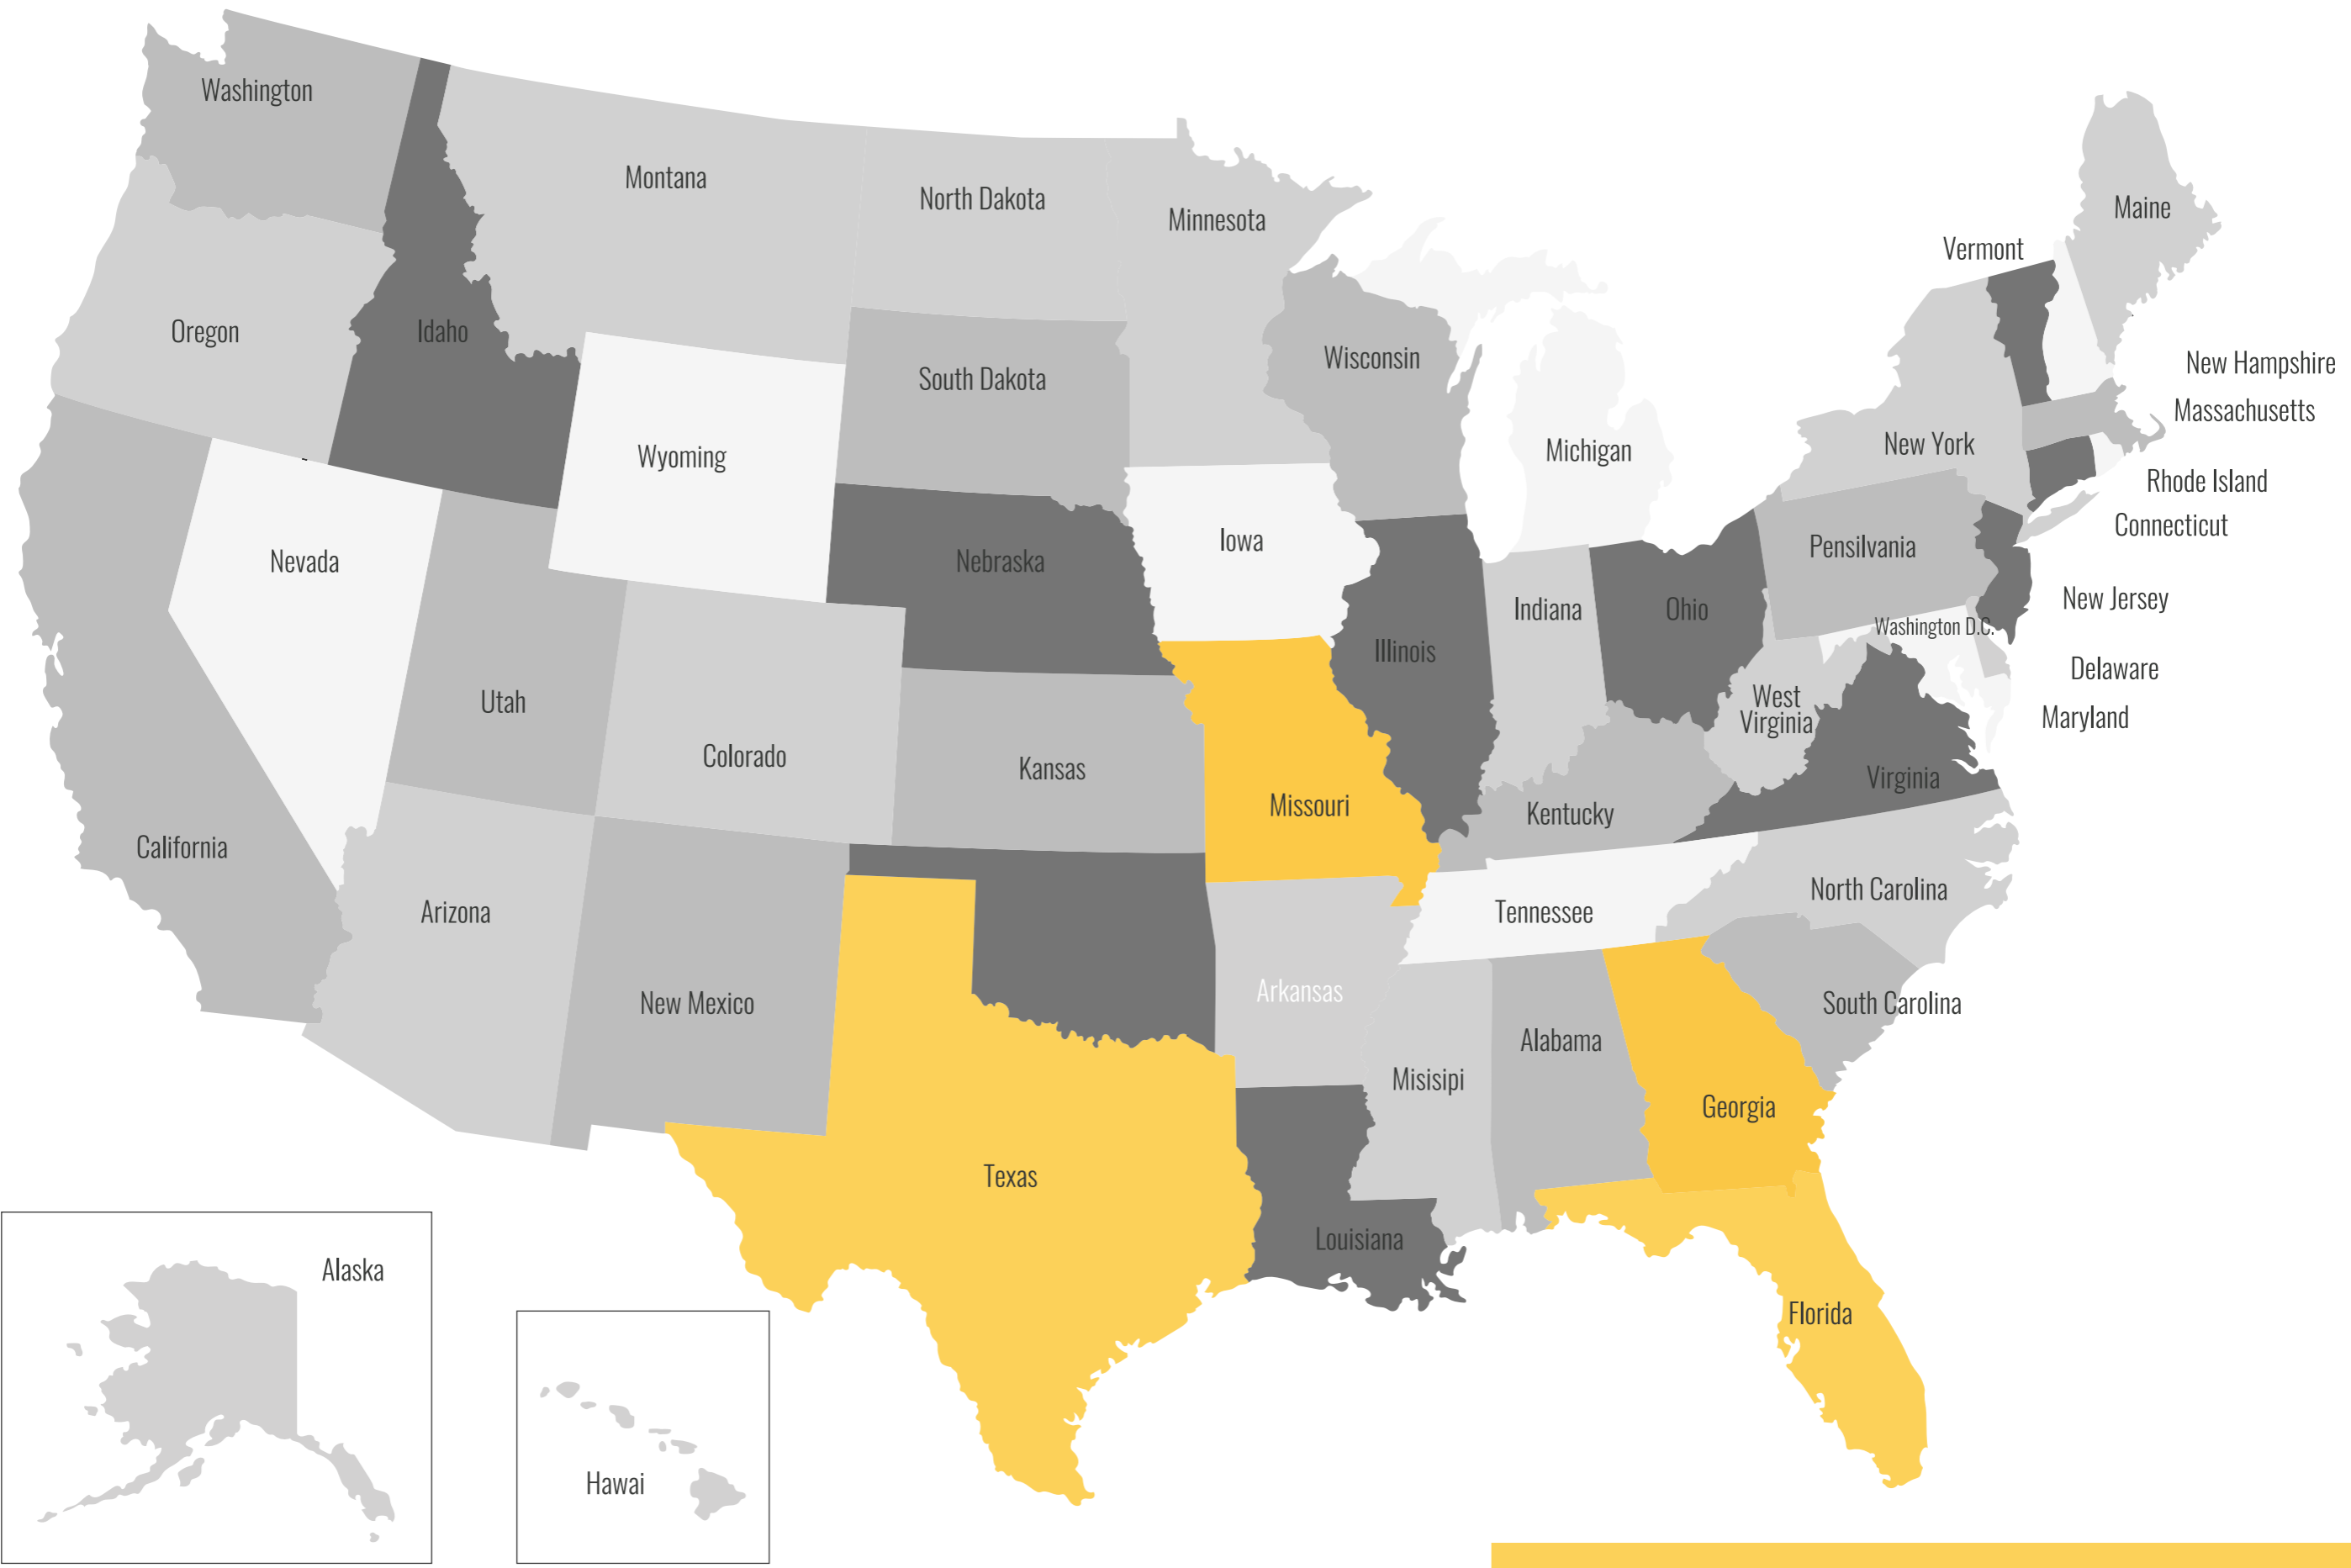 Washington
Montana
North Dakota
Minnesota
Maine
Vermont
Oregon
Idaho
Wisconsin
New Hampshire
South Dakota
Massachusetts
Wyoming
Michigan
New York
Rhode Island
Connecticut
Nevada
Nebraska
Iowa
Pensilvania
Indiana
Ohio
New Jersey
Washington D.C.
Illinois
Delaware
Utah
West
Virginia
Maryland
Colorado
Kansas
Virginia
Missouri
Kentucky
California
Arizona
Tennessee
North Carolina
New Mexico
Arkansas
South Carolina
Alabama
Misisipi
Georgia
Texas
Louisiana
Alaska
Florida
Hawai